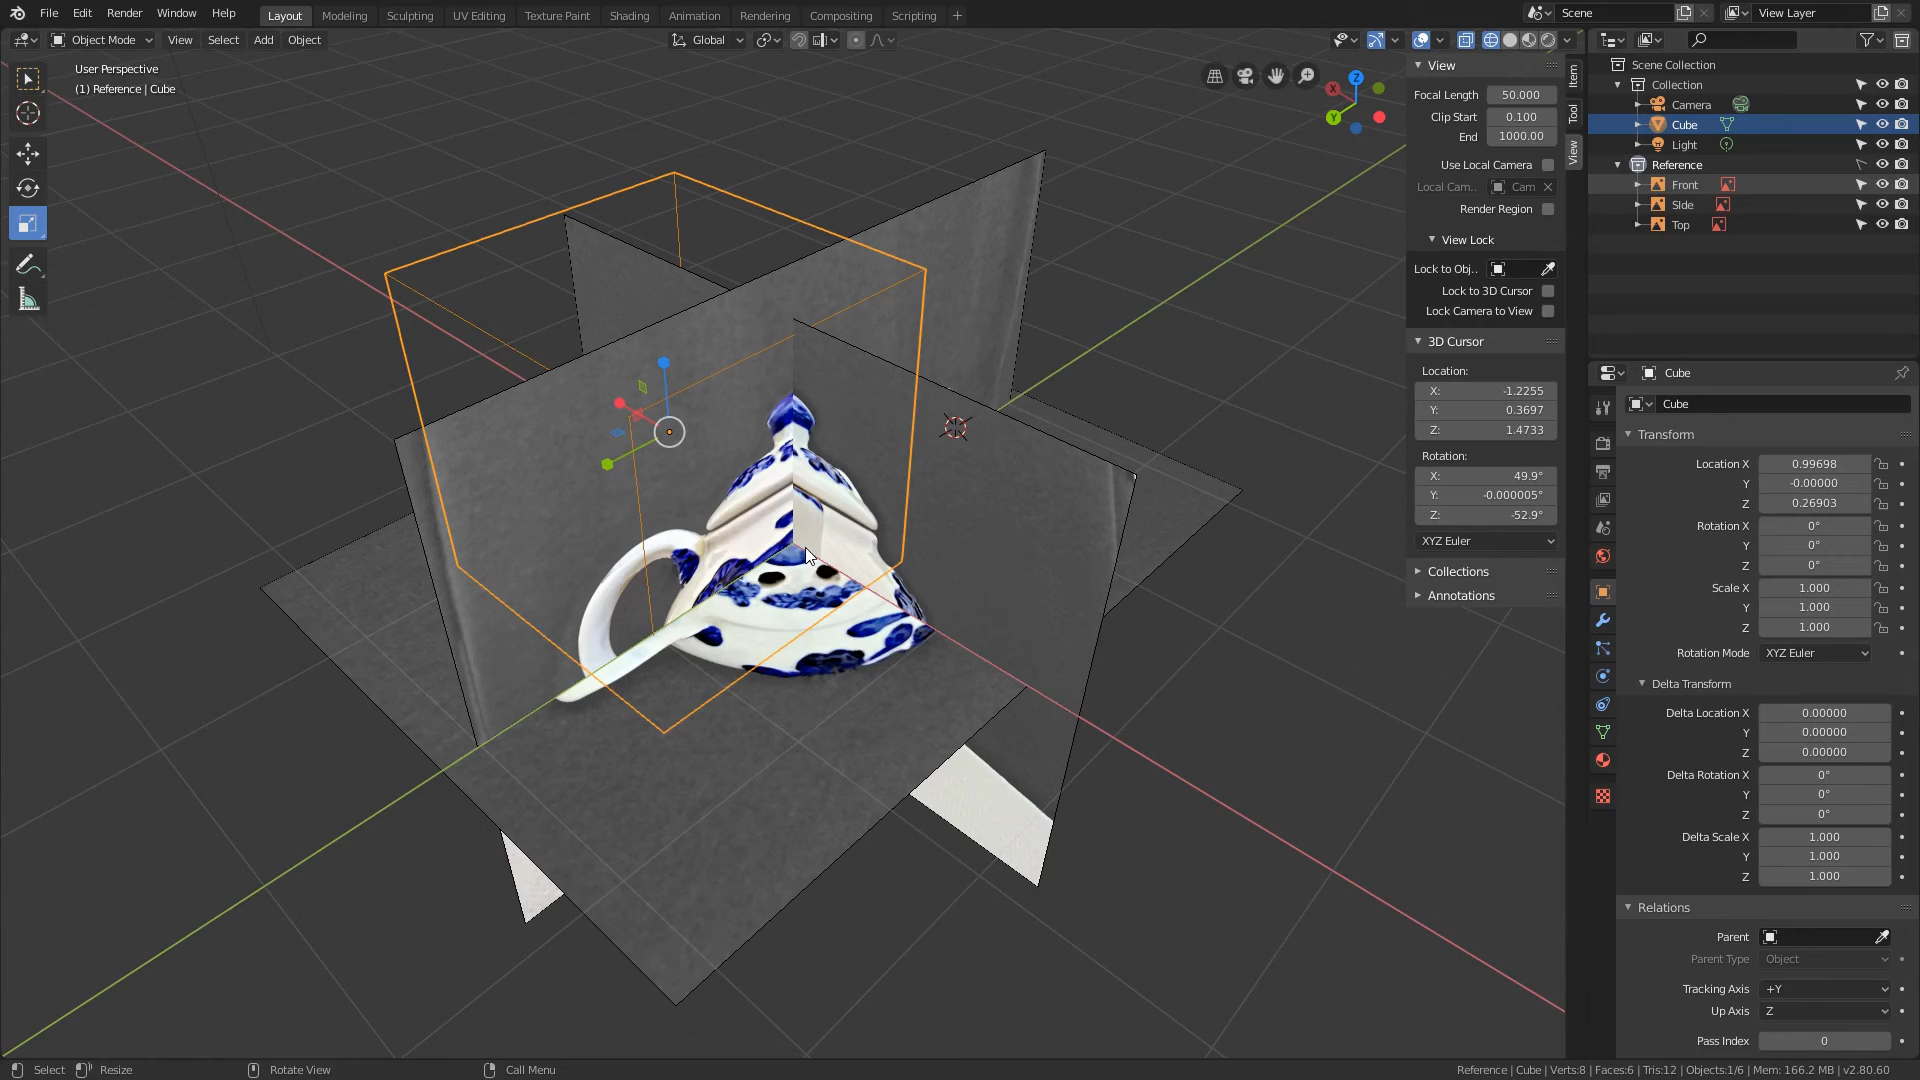 File Edit Render Window Help Layout Modeling Sculpting UV Editing Texture Paint Shading Animation Rendering Compositing Scripting + Scene View Layer
Object Mode View Select Add Object Global
User Perspective
(1) Reference | Cube
X
Y
Z
View
Focal Length 50.000
Clip Start 0.100
End 1000.00
Use Local Camera
Local Cam.. Cam
Render Region
View Lock
Lock to Obj..
Lock to 3D Cursor
Lock Camera to View
3D Cursor
Location:
X: -1.2255
Y: 0.3697
Z: 1.4733
Rotation:
X: 49.9°
Y: -0.000005°
Z: -52.9°
XYZ Euler
Collections
Annotations
Item
Tool
View
Scene Collection
Collection
Camera
Cube
Light
Reference
Front
SIde
Top
Cube
Cube
Transform
Location X 0.99698
Y -0.00000
Z 0.26903
Rotation X 0°
Y 0°
Z 0°
Scale X 1.000
Y 1.000
Z 1.000
Rotation Mode XYZ Euler
Delta Transform
Delta Location X 0.00000
Y 0.00000
Z 0.00000
Delta Rotation X 0°
Y 0°
Z 0°
Delta Scale X 1.000
Y 1.000
Z 1.000
Relations
Parent
Parent Type Object
Tracking Axis +Y
Up Axis Z
Pass Index 0
Select Resize Rotate View Call Menu Reference | Cube | Verts:8 | Faces:6 | Tris:12 | Objects:1/6 | Mem: 166.2 MB | v2.80.60